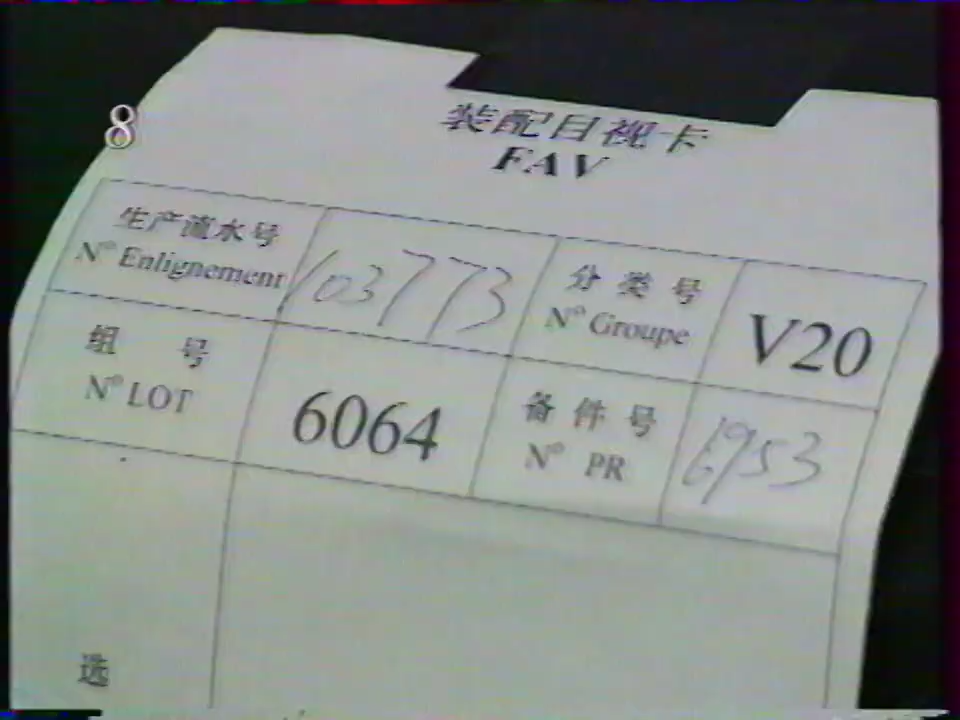 8
装配目视卡
FAV
生产流水号
N° Enlignement
103773
分类号
N° Groupe
V20
组号
N° LOT
6064
备件号
N° PR
6953
选